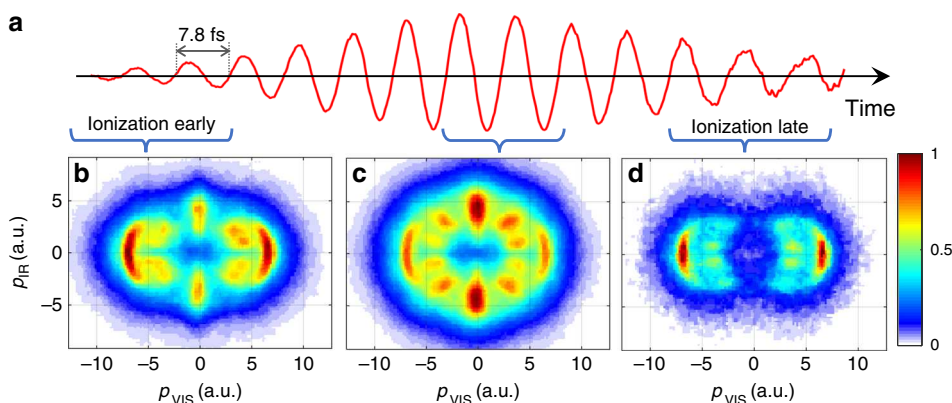 a
7.8 fs
Time
Ionization early
Ionization late
b
c
d
5
0
−5
−10 −5 0 5 10
−10 −5 0 5 10
−10 −5 0 5 10
1
0.5
0
p_IR (a.u.)
p_VIS (a.u.)
p_VIS (a.u.)
p_VIS (a.u.)